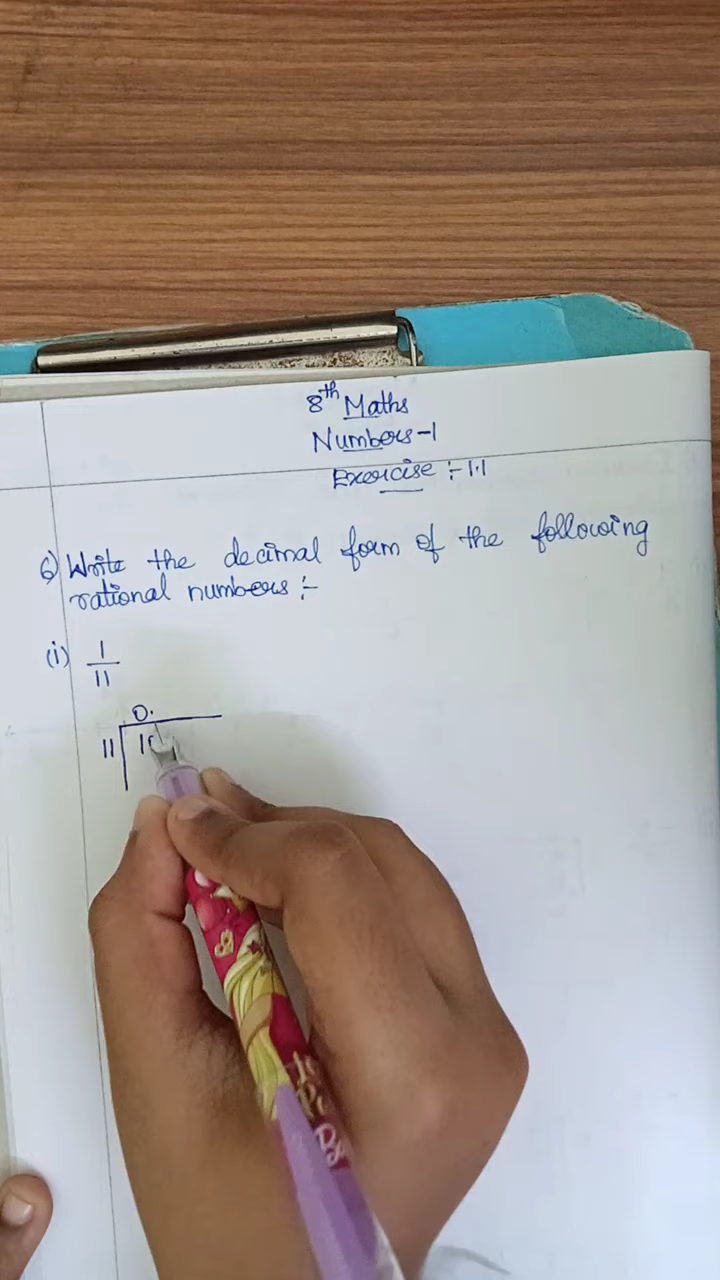 8th Maths
Numbers-1
Exercise :- 1.1
6) Write the decimal form of the following
rational numbers :-
(i) 1/11
0.
11 10